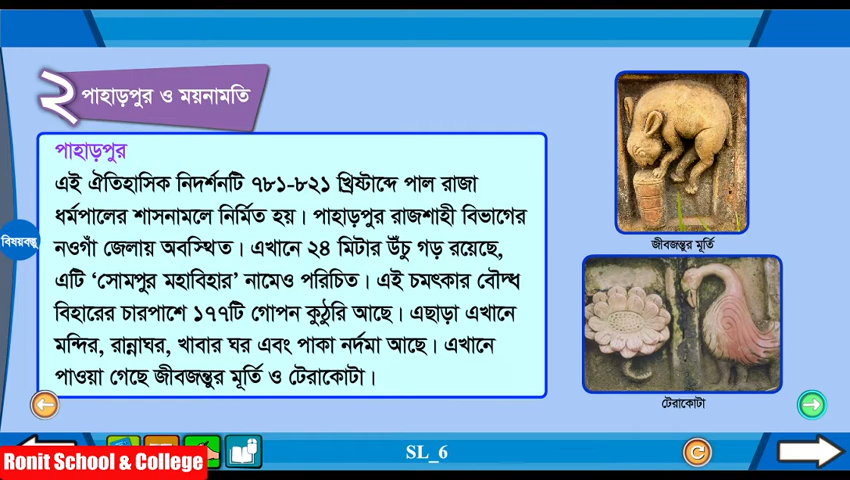 ২ পাহাড়পুর ও ময়নামতি
পাহাড়পুর
এই ঐতিহাসিক নিদর্শনটি ৭৮১-৮২১ খ্রিষ্টাব্দে পাল রাজা
ধর্মপালের শাসনামলে নির্মিত হয়। পাহাড়পুর রাজশাহী বিভাগের
নওগাঁ জেলায় অবস্থিত। এখানে ২৪ মিটার উঁচু গড় রয়েছে,
এটি ‘সোমপুর মহাবিহার’ নামেও পরিচিত। এই চমৎকার বৌদ্ধ
বিহারের চারপাশে ১৭৭টি গোপন কুঠুরি আছে। এছাড়া এখানে
মন্দির, রান্নাঘর, খাবার ঘর এবং পাকা নর্দমা আছে। এখানে
পাওয়া গেছে জীবজন্তুর মূর্তি ও টেরাকোটা।
বিষয়বস্তু
জীবজন্তুর মূর্তি
টেরাকোটা
SL_6
Ronit School & College